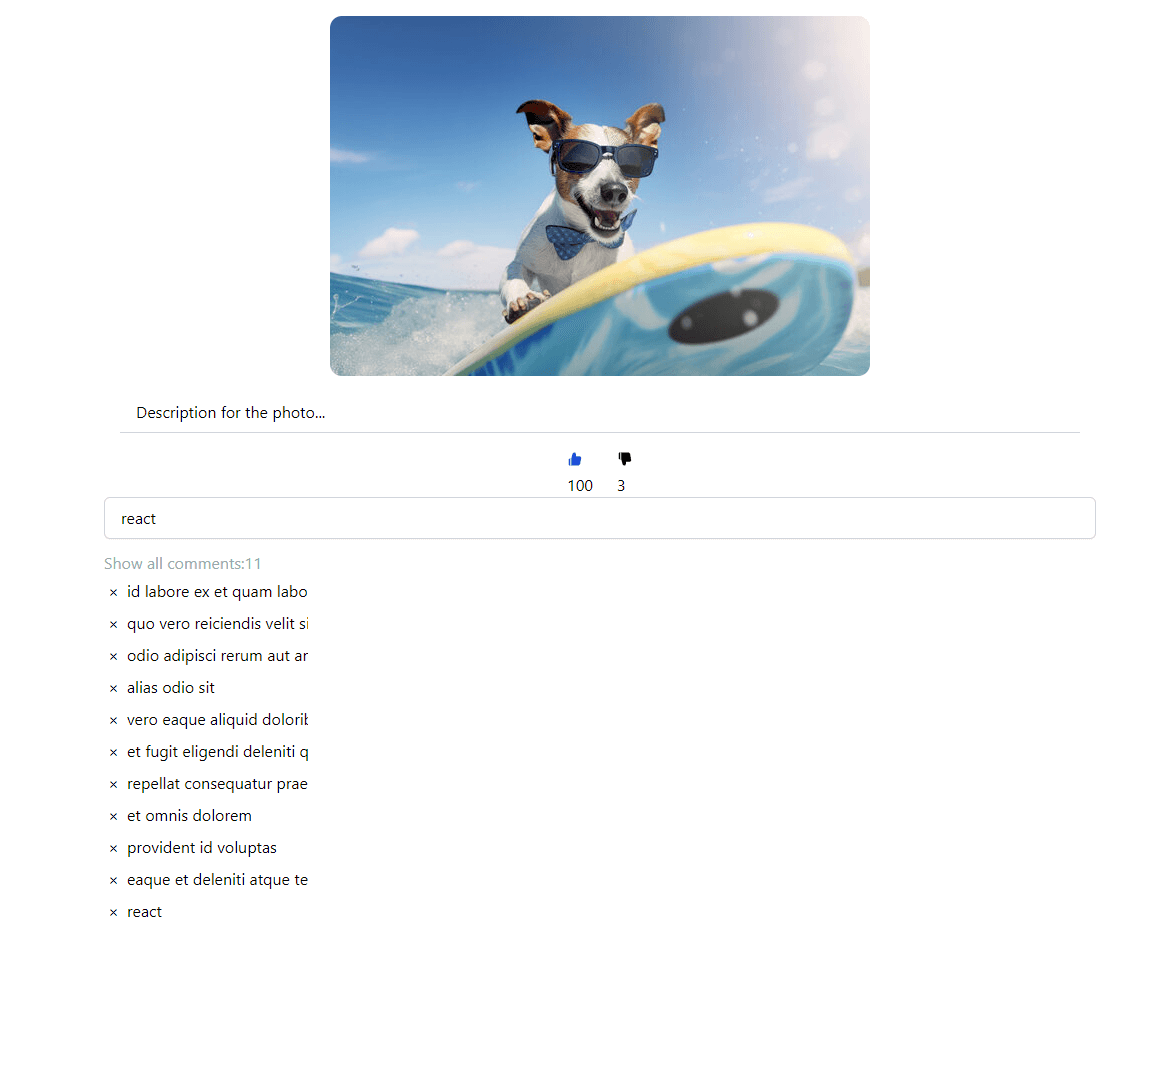 Description for the photo...
100 3
react
Show all comments:11
× id labore ex et quam labo
× quo vero reiciendis velit si
× odio adipisci rerum aut ar
× alias odio sit
× vero eaque aliquid dolorib
× et fugit eligendi deleniti q
× repellat consequatur prae
× et omnis dolorem
× provident id voluptas
× eaque et deleniti atque te
× react